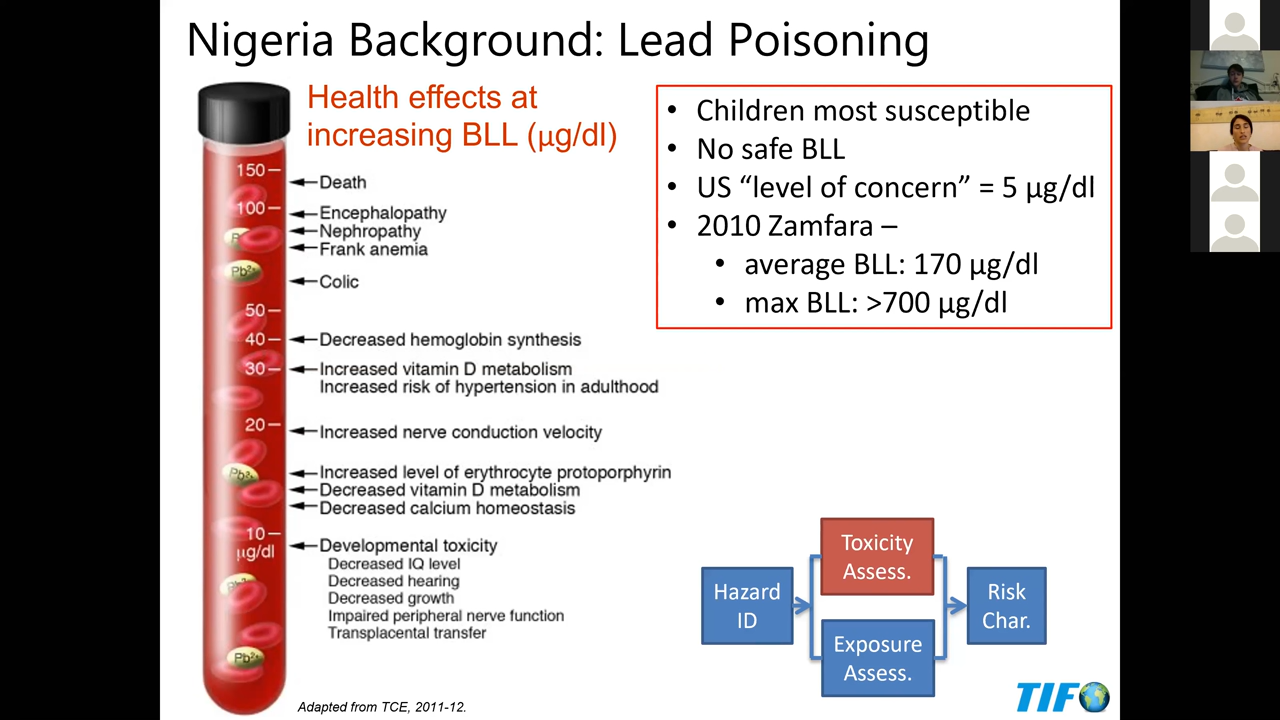 Nigeria Background: Lead Poisoning
Health effects at
increasing BLL (µg/dl)
150
Death
100
Encephalopathy
Nephropathy
Frank anemia
Pb²⁺
Colic
50
40
Decreased hemoglobin synthesis
30
Increased vitamin D metabolism
Increased risk of hypertension in adulthood
20
Increased nerve conduction velocity
Increased level of erythrocyte protoporphyrin
Decreased vitamin D metabolism
Decreased calcium homeostasis
10
µg/dl
Developmental toxicity
Decreased IQ level
Decreased hearing
Decreased growth
Impaired peripheral nerve function
Transplacental transfer
Pb²⁺
Adapted from TCE, 2011-12.
• Children most susceptible
• No safe BLL
• US “level of concern” = 5 µg/dl
• 2010 Zamfara –
• average BLL: 170 µg/dl
• max BLL: >700 µg/dl
Hazard
ID
Toxicity
Assess.
Exposure
Assess.
Risk
Char.
TIFO